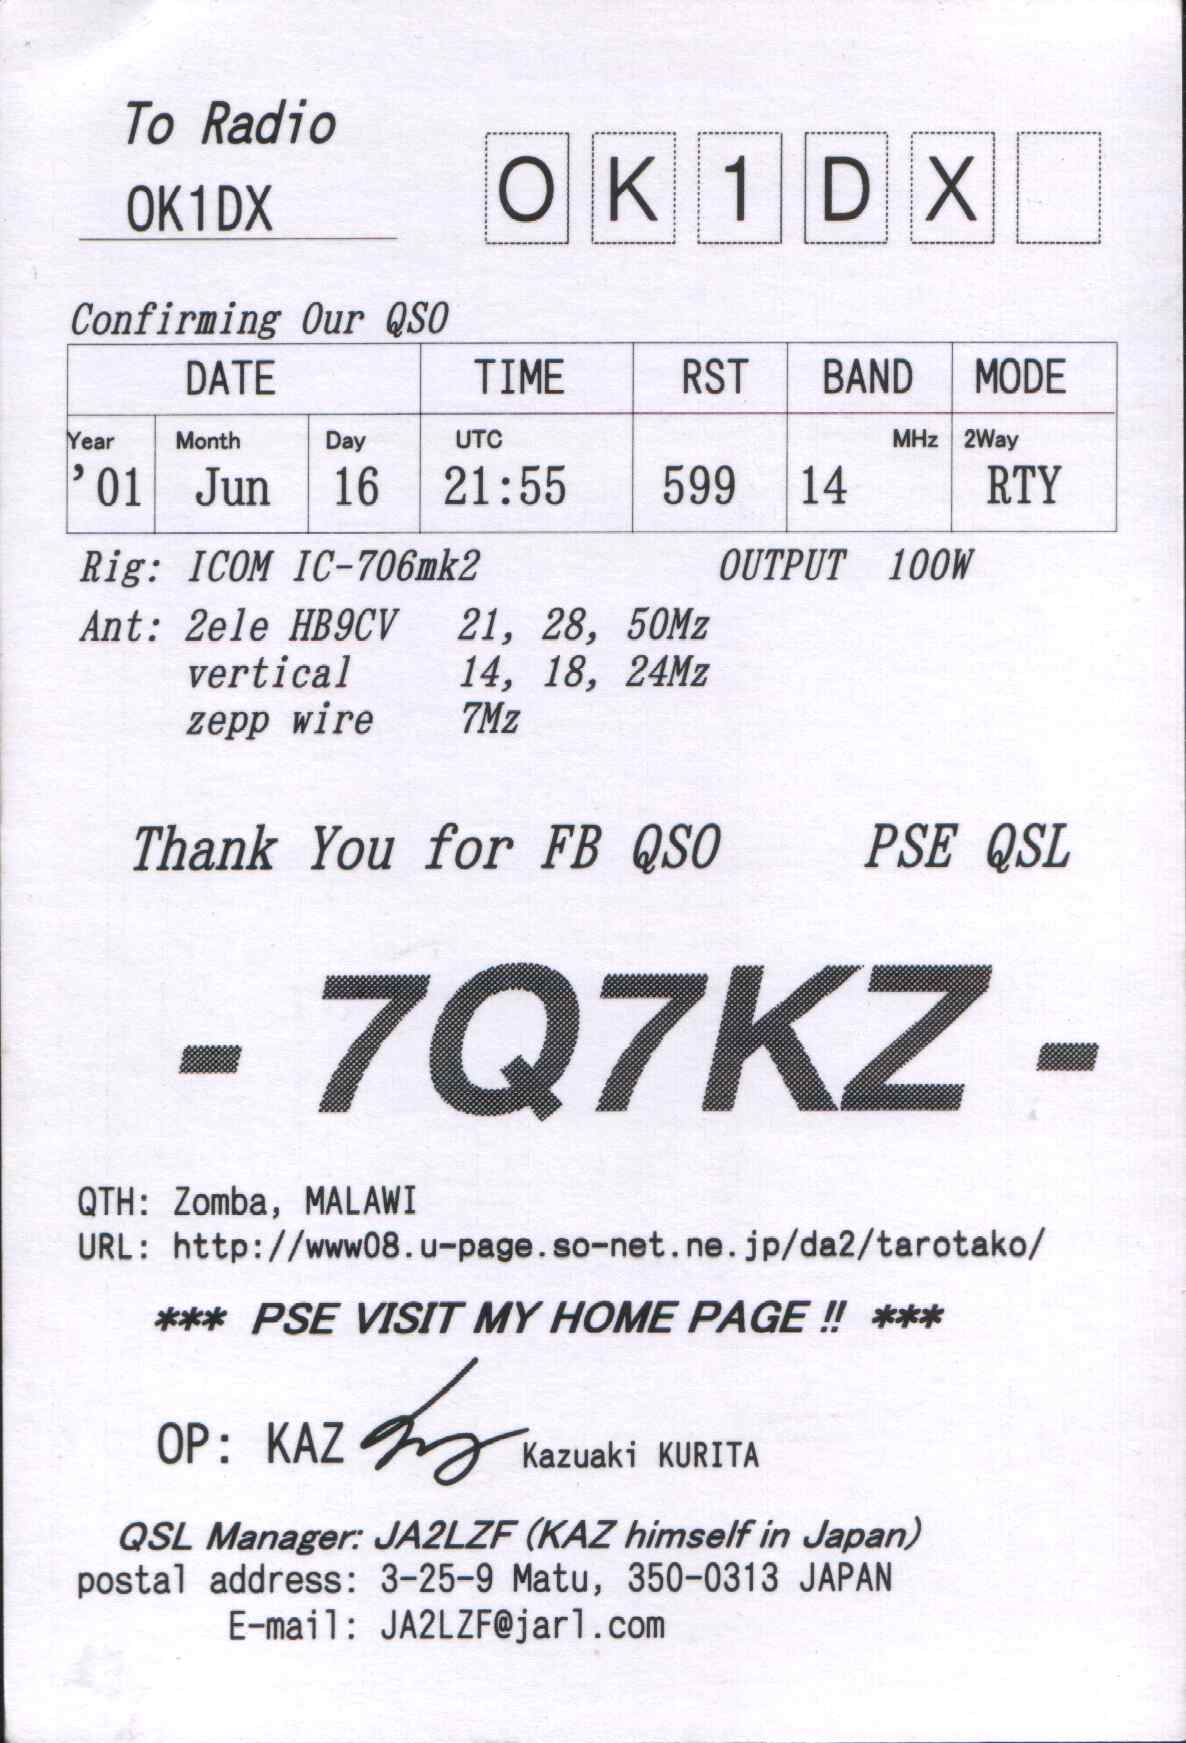 To Radio
OK1DX
OK1DX
Confirming Our QSO
DATE TIME RST BAND MODE
Year Month Day UTC MHz 2Way
'01 Jun 16 21:55 599 14 RTY
Rig: ICOM IC-706mk2 OUTPUT 100W
Ant: 2ele HB9CV 21, 28, 50Mz
vertical 14, 18, 24Mz
zepp wire 7Mz
Thank You for FB QSO PSE QSL
- 7Q7KZ -
QTH: Zomba, MALAWI
URL: http://www08.u-page.so-net.ne.jp/da2/tarotako/
*** PSE VISIT MY HOME PAGE !! ***
OP: KAZ Kazuaki KURITA
QSL Manager: JA2LZF (KAZ himself in Japan)
postal address: 3-25-9 Matu, 350-0313 JAPAN
E-mail: JA2LZF@jarl.com